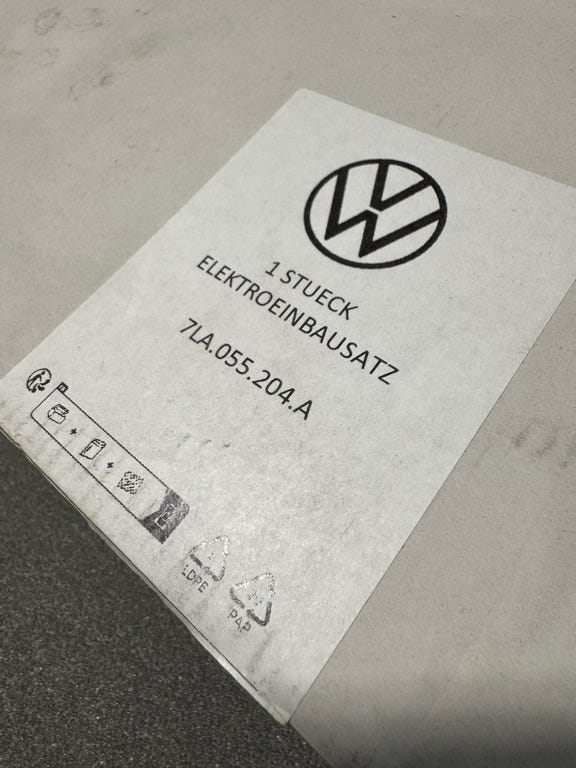 1 STUECK
ELEKTROEINBAUSATZ
7LA.055.204.A
LDPE
PAP